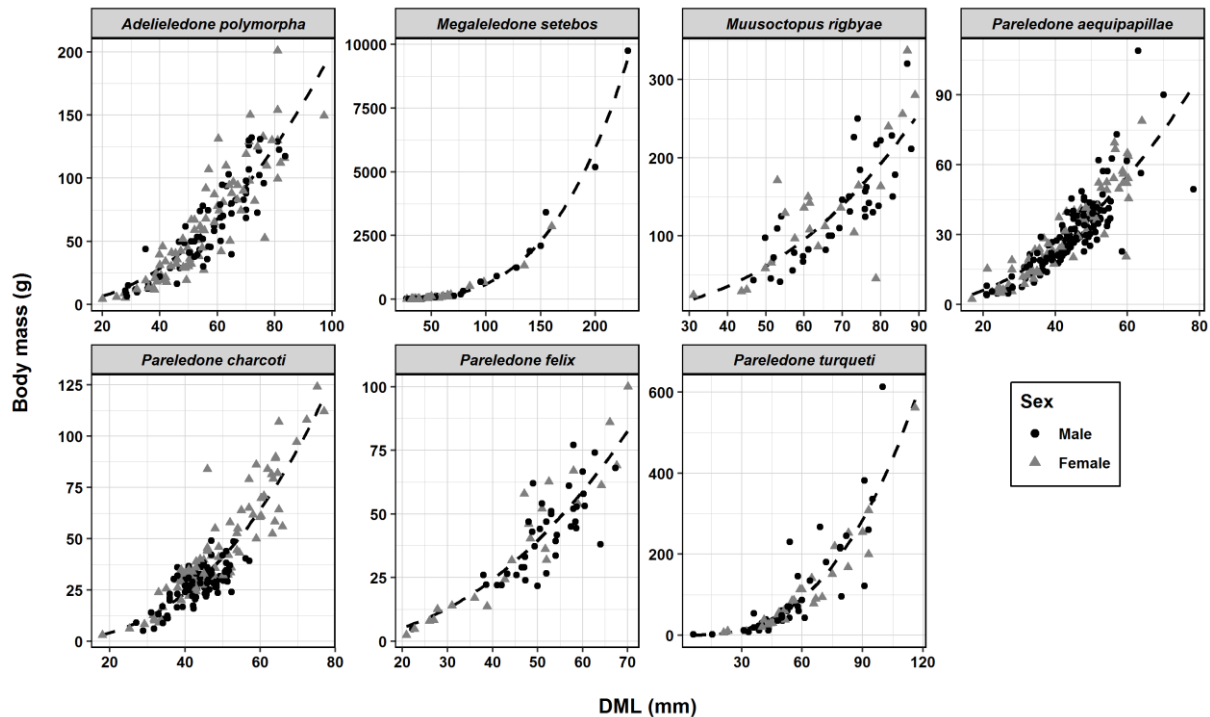 Adelieledone polymorpha
Megaleledone setebos
Muusoctopus rigbyae
Pareledone aequipapillae
200
150
100
50
0
20 40 60 80 100
10000
7500
5000
2500
0
50 100 150 200
300
200
100
30 40 50 60 70 80 90
90
60
30
0
20 40 60 80
Body mass (g)
Pareledone charcoti
Pareledone felix
Pareledone turqueti
125
100
75
50
25
0
20 40 60 80
100
75
50
25
0
20 30 40 50 60 70
600
400
200
0
30 60 90 120
Sex
Male
Female
DML (mm)